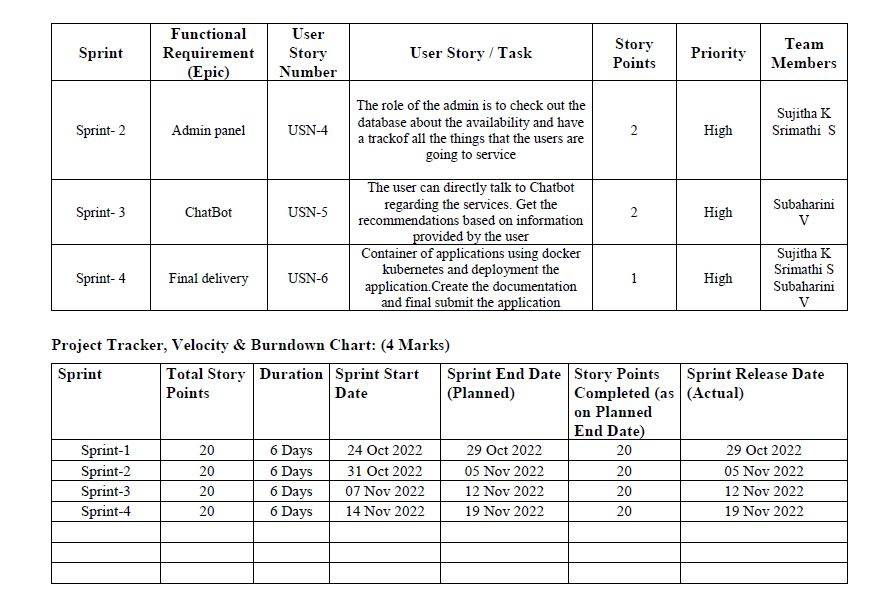 Sprint Functional Requirement (Epic) User Story Number User Story / Task Story Points Priority Team Members
Sprint- 2 Admin panel USN-4 The role of the admin is to check out the
database about the availability and have
a trackof all the things that the users are
going to service 2 High Sujitha K
Srimathi S
Sprint- 3 ChatBot USN-5 The user can directly talk to Chatbot
regarding the services. Get the
recommendations based on information
provided by the user 2 High Subaharini
V
Sprint- 4 Final delivery USN-6 Container of applications using docker
kubernetes and deployment the
application.Create the documentation
and final submit the application 1 High Sujitha K
Srimathi S
Subaharini
V
Project Tracker, Velocity & Burndown Chart: (4 Marks)
Sprint Total Story Points Duration Sprint Start Date Sprint End Date (Planned) Story Points Completed (as on Planned End Date) Sprint Release Date (Actual)
Sprint-1 20 6 Days 24 Oct 2022 29 Oct 2022 20 29 Oct 2022
Sprint-2 20 6 Days 31 Oct 2022 05 Nov 2022 20 05 Nov 2022
Sprint-3 20 6 Days 07 Nov 2022 12 Nov 2022 20 12 Nov 2022
Sprint-4 20 6 Days 14 Nov 2022 19 Nov 2022 20 19 Nov 2022